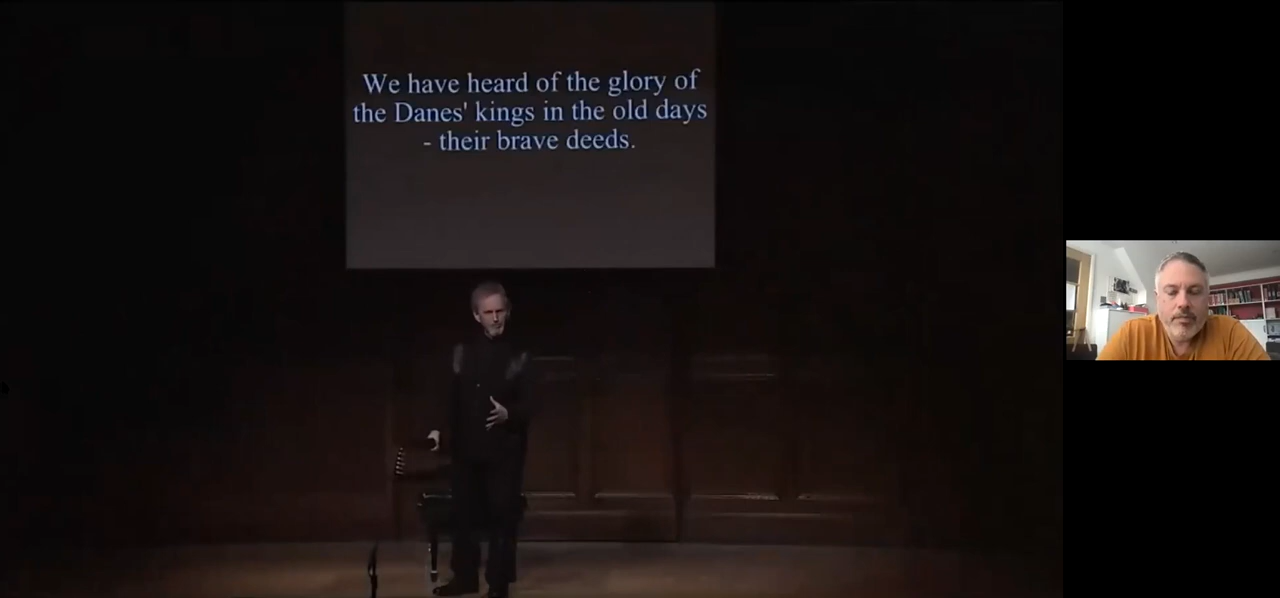 We have heard of the glory of
the Danes' kings in the old days
- their brave deeds.